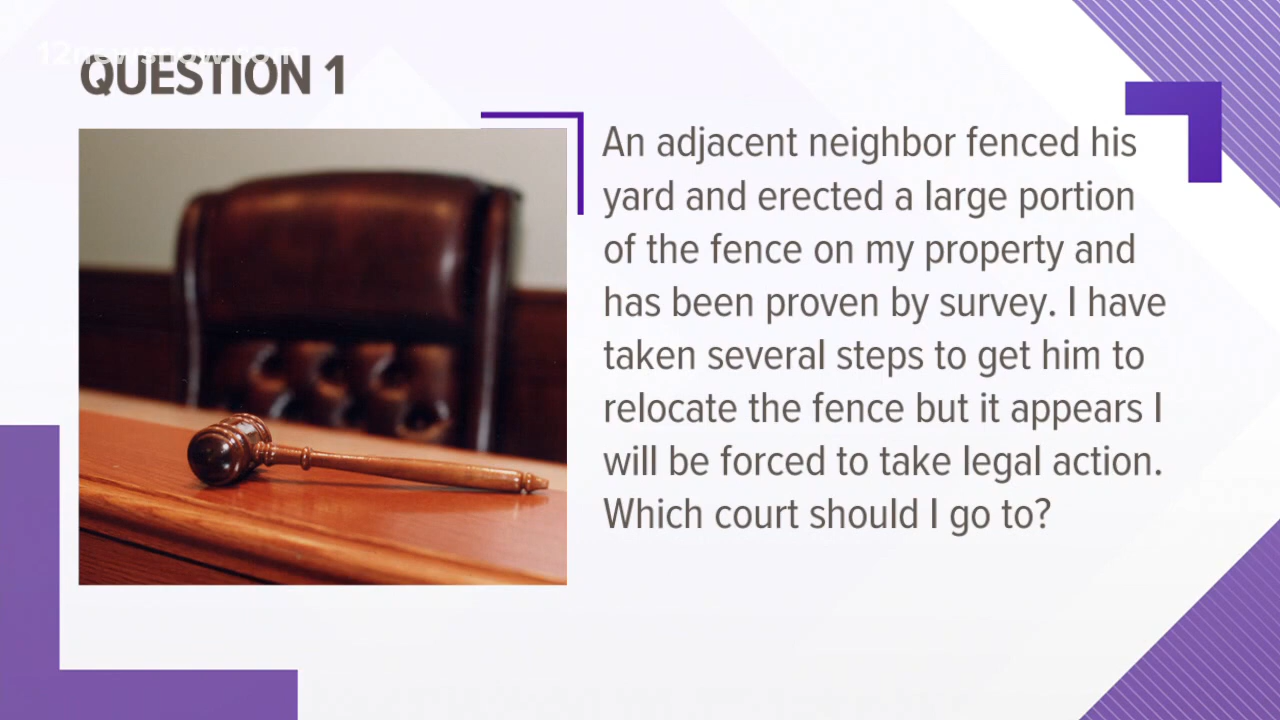 12newsnow.com
QUESTION 1
An adjacent neighbor fenced his
yard and erected a large portion
of the fence on my property and
has been proven by survey. I have
taken several steps to get him to
relocate the fence but it appears I
will be forced to take legal action.
Which court should I go to?